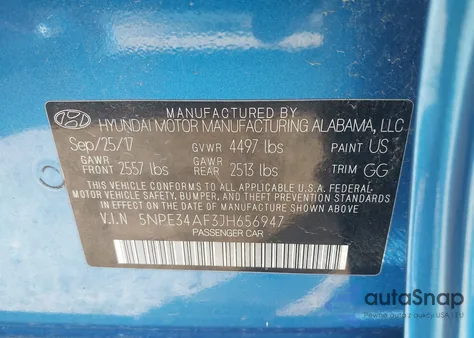 MANUFACTURED BY
HYUNDAI MOTOR MANUFACTURING ALABAMA, LLC
Sep/25/17 GVWR 4497 lbs PAINT US
GAWR FRONT 2557 lbs GAWR REAR 2513 lbs TRIM GG
THIS VEHICLE CONFORMS TO ALL APPLICABLE U.S.A. FEDERAL
MOTOR VEHICLE SAFETY, BUMPER, AND THEFT PREVENTION
STANDARDS IN EFFECT ON THE DATE OF MANUFACTURE SHOWN ABOVE.
V.I.N 5NPE34AF3JH656947
PASSENGER CAR
autoSnap